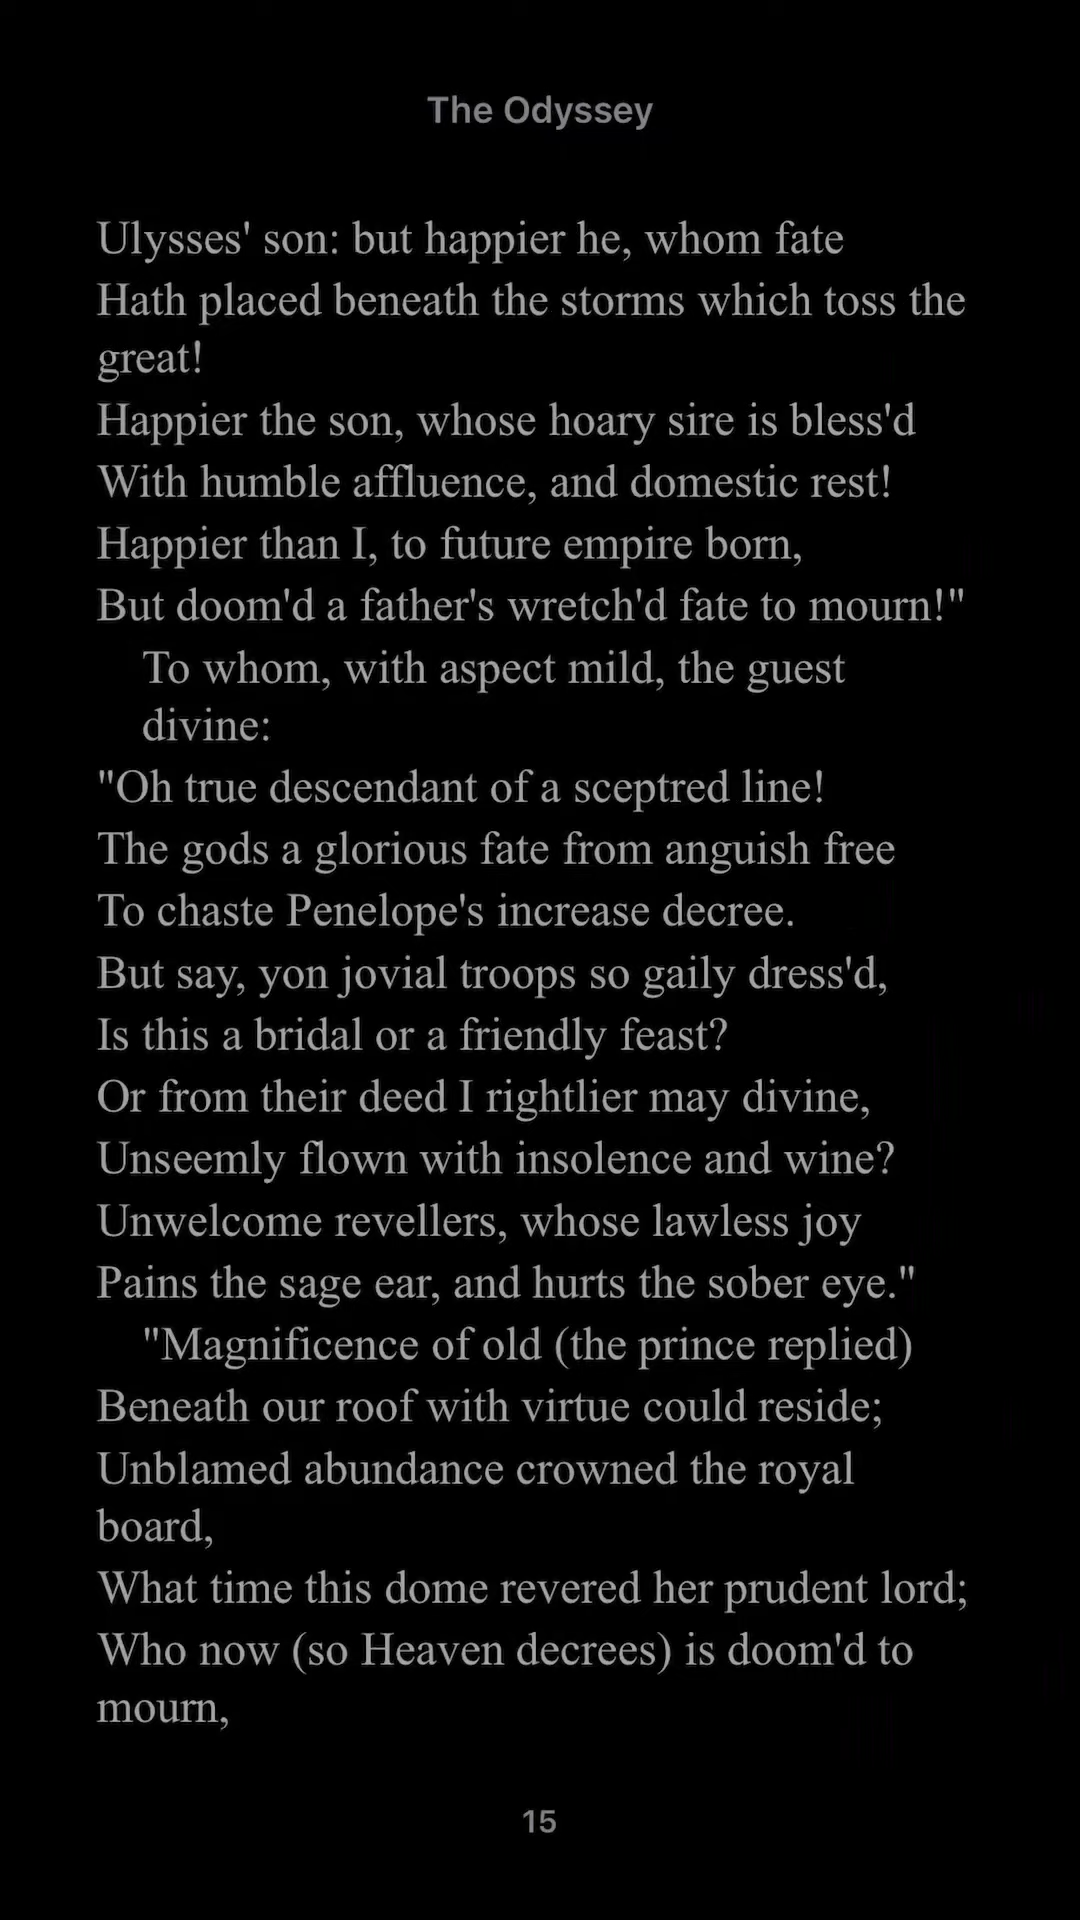 The Odyssey
Ulysses' son: but happier he, whom fate
Hath placed beneath the storms which toss the
great!
Happier the son, whose hoary sire is bless'd
With humble affluence, and domestic rest!
Happier than I, to future empire born,
But doom'd a father's wretch'd fate to mourn!"
To whom, with aspect mild, the guest
divine:
"Oh true descendant of a sceptred line!
The gods a glorious fate from anguish free
To chaste Penelope's increase decree.
But say, yon jovial troops so gaily dress'd,
Is this a bridal or a friendly feast?
Or from their deed I rightlier may divine,
Unseemly flown with insolence and wine?
Unwelcome revellers, whose lawless joy
Pains the sage ear, and hurts the sober eye."
"Magnificence of old (the prince replied)
Beneath our roof with virtue could reside;
Unblamed abundance crowned the royal
board,
What time this dome revered her prudent lord;
Who now (so Heaven decrees) is doom'd to
mourn,
15